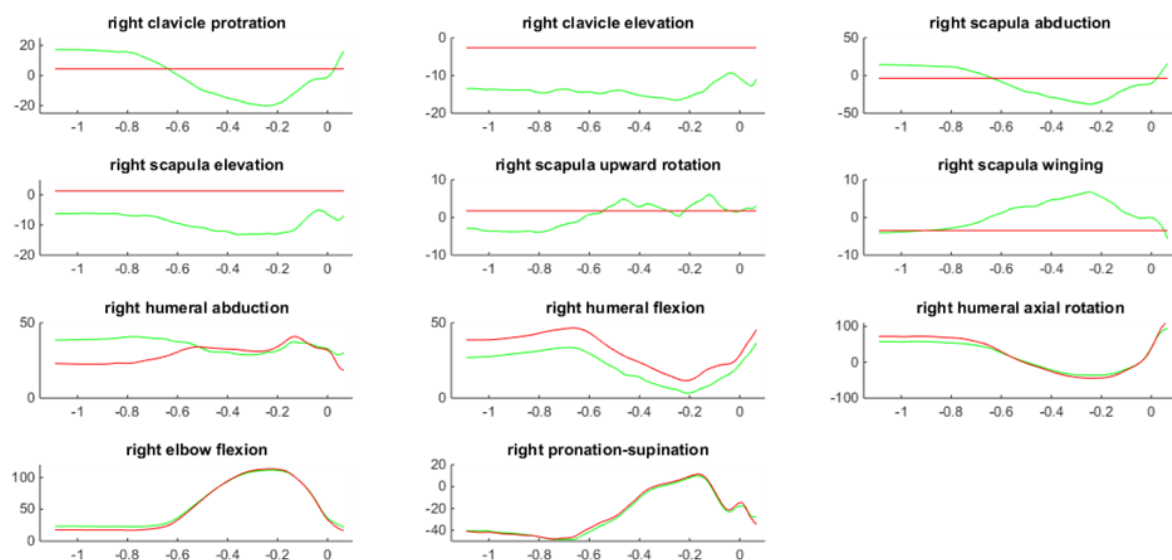 right clavicle protration
right clavicle elevation
right scapula abduction
20
0
-20
-1 -0.8 -0.6 -0.4 -0.2 0
0
-10
-20
-1 -0.8 -0.6 -0.4 -0.2 0
50
0
-50
-1 -0.8 -0.6 -0.4 -0.2 0
right scapula elevation
right scapula upward rotation
right scapula winging
0
-10
-20
-1 -0.8 -0.6 -0.4 -0.2 0
10
0
-10
-1 -0.8 -0.6 -0.4 -0.2 0
10
0
-10
-1 -0.8 -0.6 -0.4 -0.2 0
right humeral abduction
right humeral flexion
right humeral axial rotation
50
0
-1 -0.8 -0.6 -0.4 -0.2 0
50
0
-1 -0.8 -0.6 -0.4 -0.2 0
100
0
-100
-1 -0.8 -0.6 -0.4 -0.2 0
right elbow flexion
right pronation-supination
100
50
0
-1 -0.8 -0.6 -0.4 -0.2 0
20
0
-20
-40
-1 -0.8 -0.6 -0.4 -0.2 0